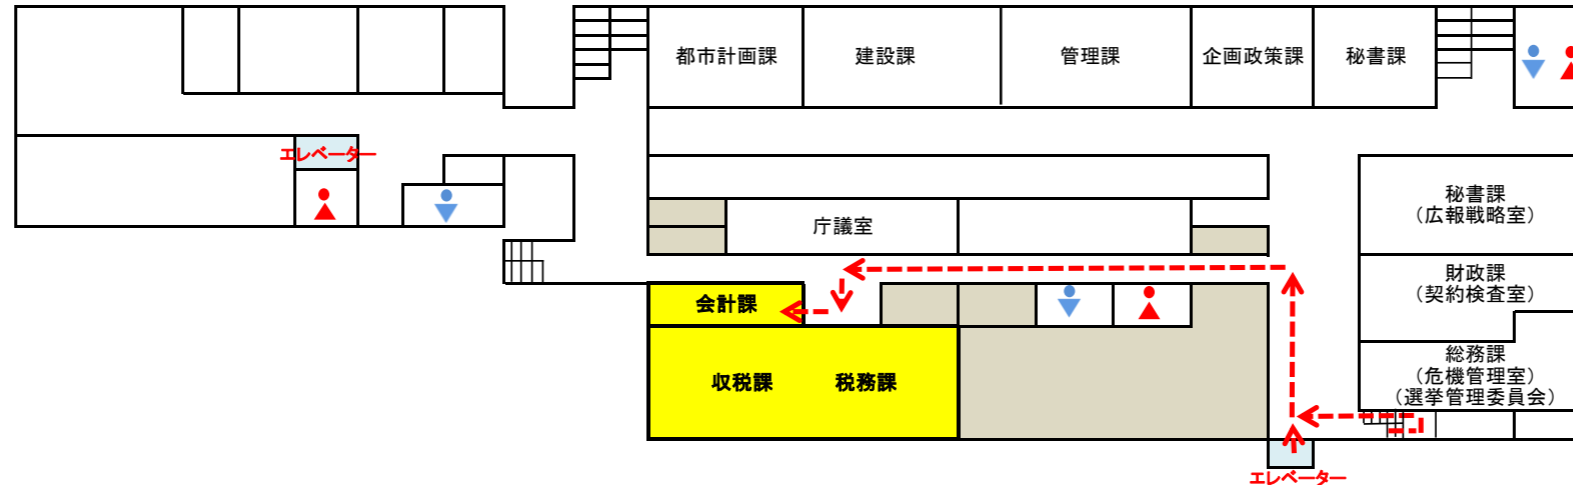 都市計画課
建設課
管理課
企画政策課
秘書課
エレベーター
秘書課
（広報戦略室）
庁議室
財政課
（契約検査室）
会計課
総務課
（危機管理室）
（選挙管理委員会）
収税課
税務課
エレベーター